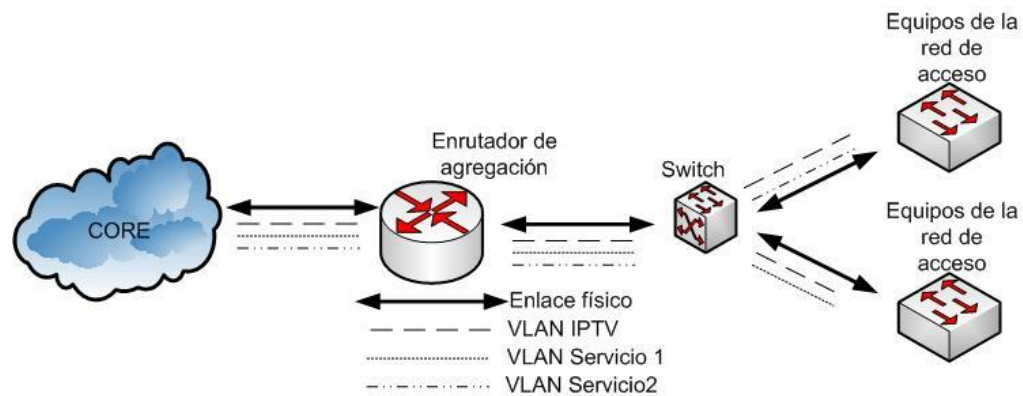 Equipos de la
red de
acceso
Enrutador de
agregación
Switch
CORE
Equipos de la
red de
acceso
Enlace físico
VLAN IPTV
VLAN Servicio 1
VLAN Servicio2